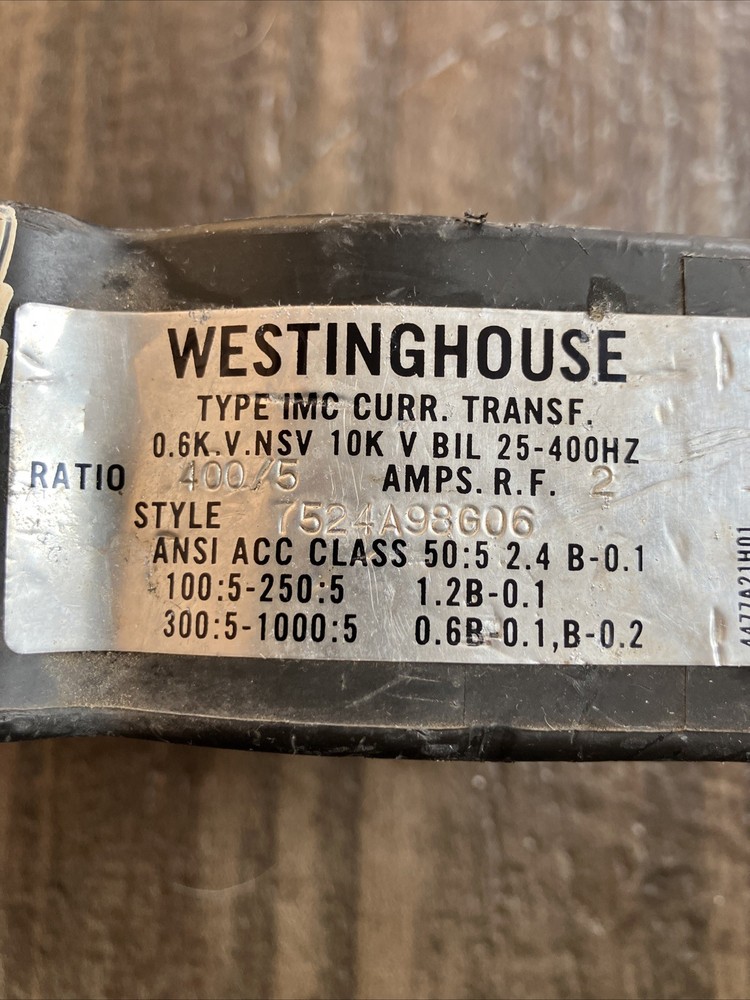 WESTINGHOUSE
TYPE IMC CURR. TRANSF.
0.6K.V.NSV 10K V BIL 25-400HZ
RATIO 400/5 AMPS. R.F. 2
STYLE 7524A98G06
ANSI ACC CLASS 50:5 2.4 B-0.1
100:5-250:5 1.2B-0.1
300:5-1000:5 0.6B-0.1,B-0.2
4477A21H01